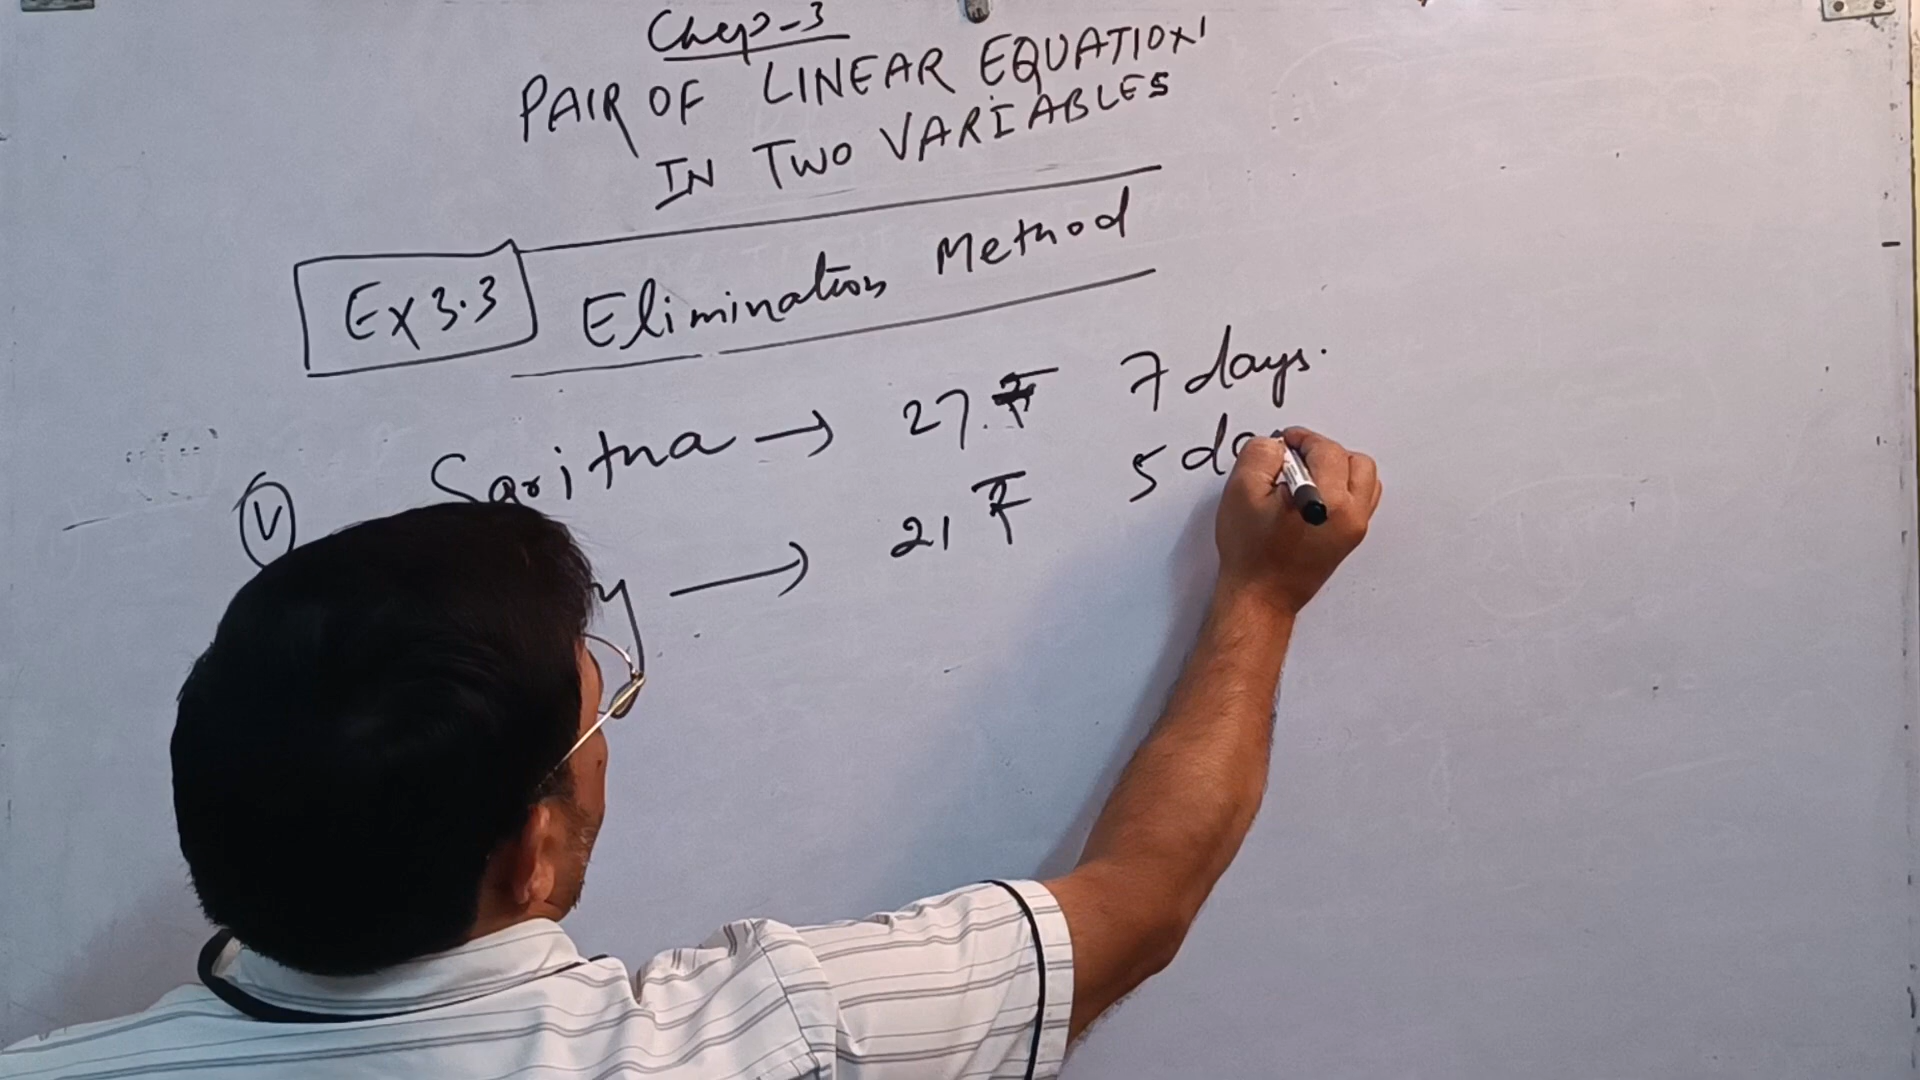 Chap-3
PAIR OF LINEAR EQUATION
IN TWO VARIABLES
Ex 3.3 Elimination Method
(V) Saritha → 27 ₹ 7 days.
y → 21 ₹ 5 da